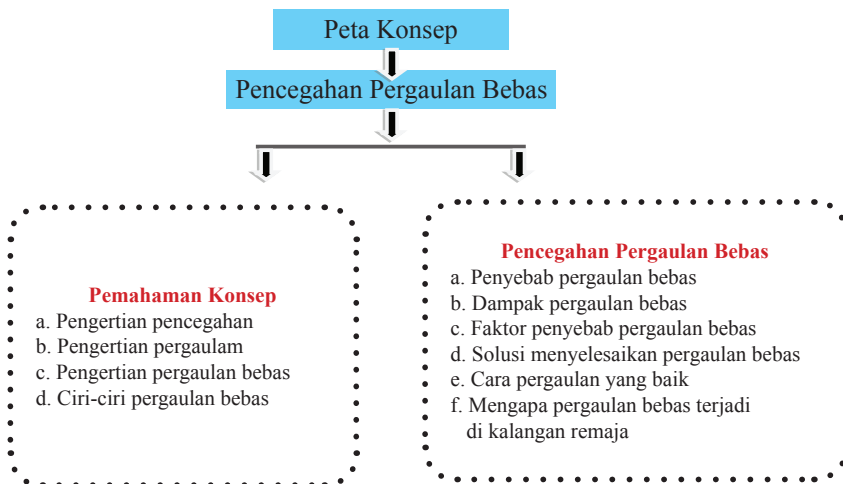 Peta Konsep
Pencegahan Pergaulan Bebas
Pemahaman Konsep
a. Pengertian pencegahan
b. Pengertian pergaulam
c. Pengertian pergaulan bebas
d. Ciri-ciri pergaulan bebas
Pencegahan Pergaulan Bebas
a. Penyebab pergaulan bebas
b. Dampak pergaulan bebas
c. Faktor penyebab pergaulan bebas
d. Solusi menyelesaikan pergaulan bebas
e. Cara pergaulan yang baik
f. Mengapa pergaulan bebas terjadi
di kalangan remaja